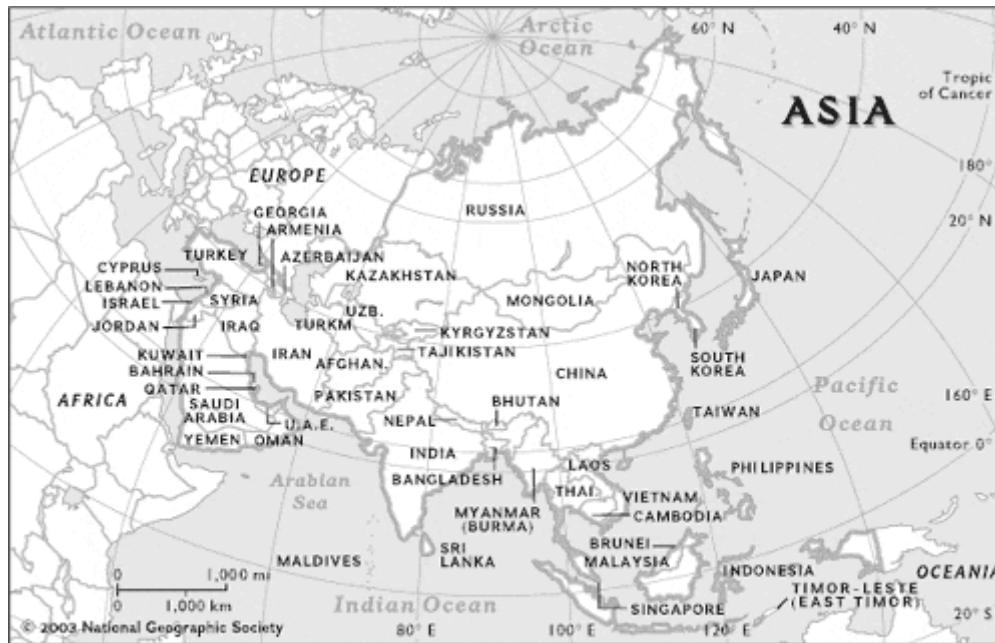 Atlantic Ocean
Arctic
Ocean
60° N
40° N
Tropic
of Cancer
ASIA
EUROPE
180°
GEORGIA
ARMENIA
RUSSIA
20° N
TURKEY
AZERBAIJAN
CYPRUS
KAZAKHSTAN
NORTH
KOREA
JAPAN
LEBANON
ISRAEL
SYRIA
UZB.
MONGOLIA
JORDAN
IRAQ
TURKM.
KYRGYZSTAN
KUWAIT
IRAN
AFGHAN.
TAJIKISTAN
SOUTH
KOREA
BAHRAIN
CHINA
QATAR
PAKISTAN
BHUTAN
Pacific
Ocean
160° E
AFRICA
SAUDI
ARABIA
U.A.E.
NEPAL
TAIWAN
YEMEN
OMAN
INDIA
Equator 0°
Arabian
Sea
BANGLADESH
LAOS
PHILIPPINES
THAI.
VIETNAM
MYANMAR
(BURMA)
CAMBODIA
BRUNEI
MALDIVES
SRI
LANKA
MALAYSIA
INDONESIA
OCEANIA
0 1,000 mi
0 1,000 km
TIMOR-LESTE
(EAST TIMOR)
Indian Ocean
SINGAPORE
20° S
© 2003 National Geographic Society
80° E
100° E
120° E